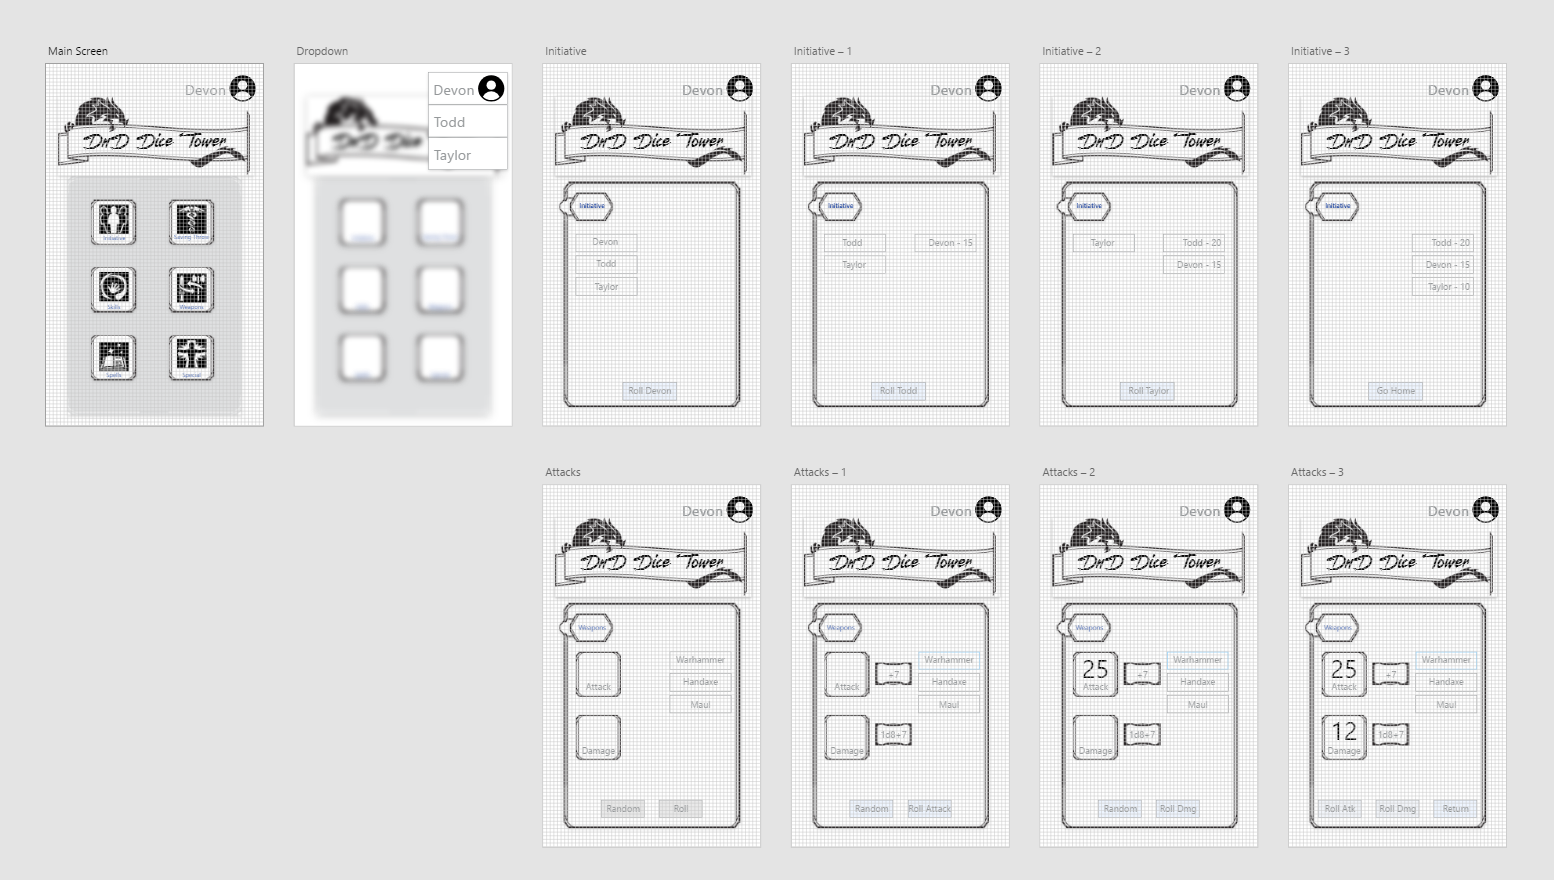 Main Screen
Devon
DnD Dice Tower
Initiative
Saving Throw
Skills
Weapons
Spells
Special
Dropdown
Devon
Todd
Taylor
DnD Dice
Initiative
Devon
DnD Dice Tower
Initiative
Devon
Todd
Taylor
Roll Devon
Initiative – 1
Devon
DnD Dice Tower
Initiative
Todd
Devon - 15
Taylor
Roll Todd
Initiative – 2
Devon
DnD Dice Tower
Initiative
Taylor
Todd - 20
Devon - 15
Roll Taylor
Initiative – 3
Devon
DnD Dice Tower
Initiative
Todd - 20
Devon - 15
Taylor - 10
Go Home
Attacks
Devon
DnD Dice Tower
Weapons
Attack
Warhammer
Handaxe
Maul
Damage
Random
Roll
Attacks – 1
Devon
DnD Dice Tower
Weapons
Attack
+7
Warhammer
Handaxe
Maul
Damage
1d8+7
Random
Roll Attack
Attacks – 2
Devon
DnD Dice Tower
Weapons
25
Attack
+7
Warhammer
Handaxe
Maul
Damage
1d8+7
Random
Roll Dmg
Attacks – 3
Devon
DnD Dice Tower
Weapons
25
Attack
+7
Warhammer
Handaxe
Maul
12
Damage
1d8+7
Roll Atk
Roll Dmg
Return